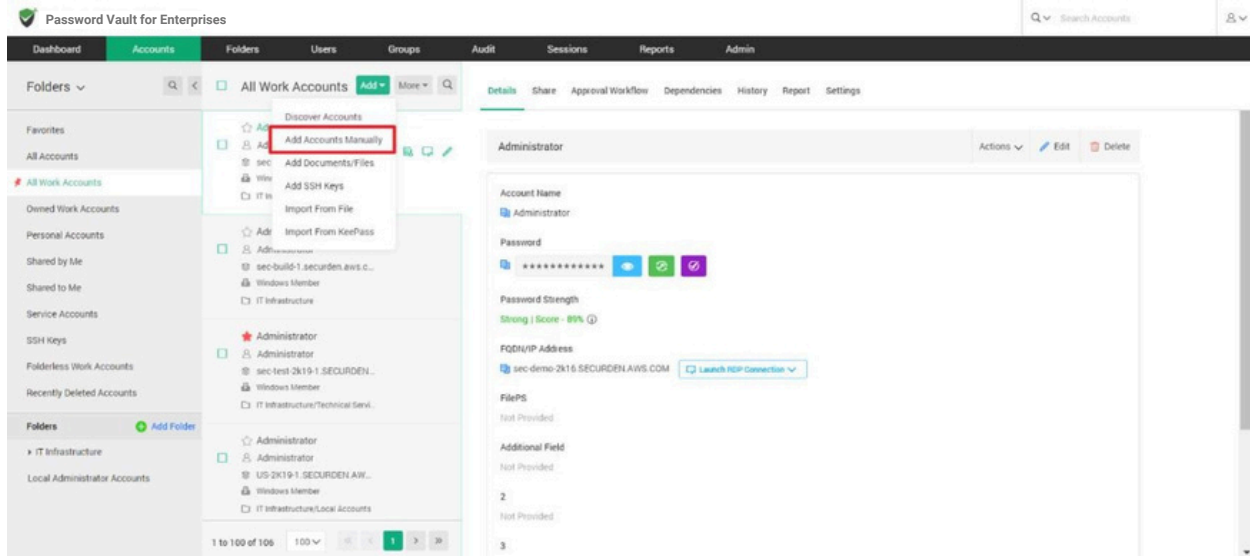 Password Vault for Enterprises
Search Accounts
Dashboard Accounts Folders Users Groups Audit Sessions Reports Admin
Folders
All Work Accounts Add More
Details Share Approval Workflow Dependencies History Report Settings
Favorites
All Accounts
All Work Accounts
Owned Work Accounts
Personal Accounts
Shared by Me
Shared to Me
Service Accounts
SSH Keys
Folderless Work Accounts
Recently Deleted Accounts
Folders Add Folder
IT Infrastructure
Local Administrator Accounts
Discover Accounts
Add Accounts Manually
Add Documents/Files
Add SSH Keys
Import From File
Import From KeePass
sec-build-1.securden.aws.c...
Windows Member
IT Infrastructure
Administrator
Administrator
sec-test-2k19-1.SECURDEN...
Windows Member
IT Infrastructure/Technical Servi..
Administrator
Administrator
US-2K19-1.SECURDEN.AW...
Windows Member
IT Infrastructure/Local Accounts
1 to 100 of 106 100 1
Administrator Actions Edit Delete
Account Name
Administrator
Password
************
Password Strength
Strong | Score - 89%
FQDN/IP Address
sec-demo-2k16.SECURDEN.AWS.COM Launch RDP Connection
FilePS
Not Provided
Additional Field
Not Provided
2
Not Provided
3